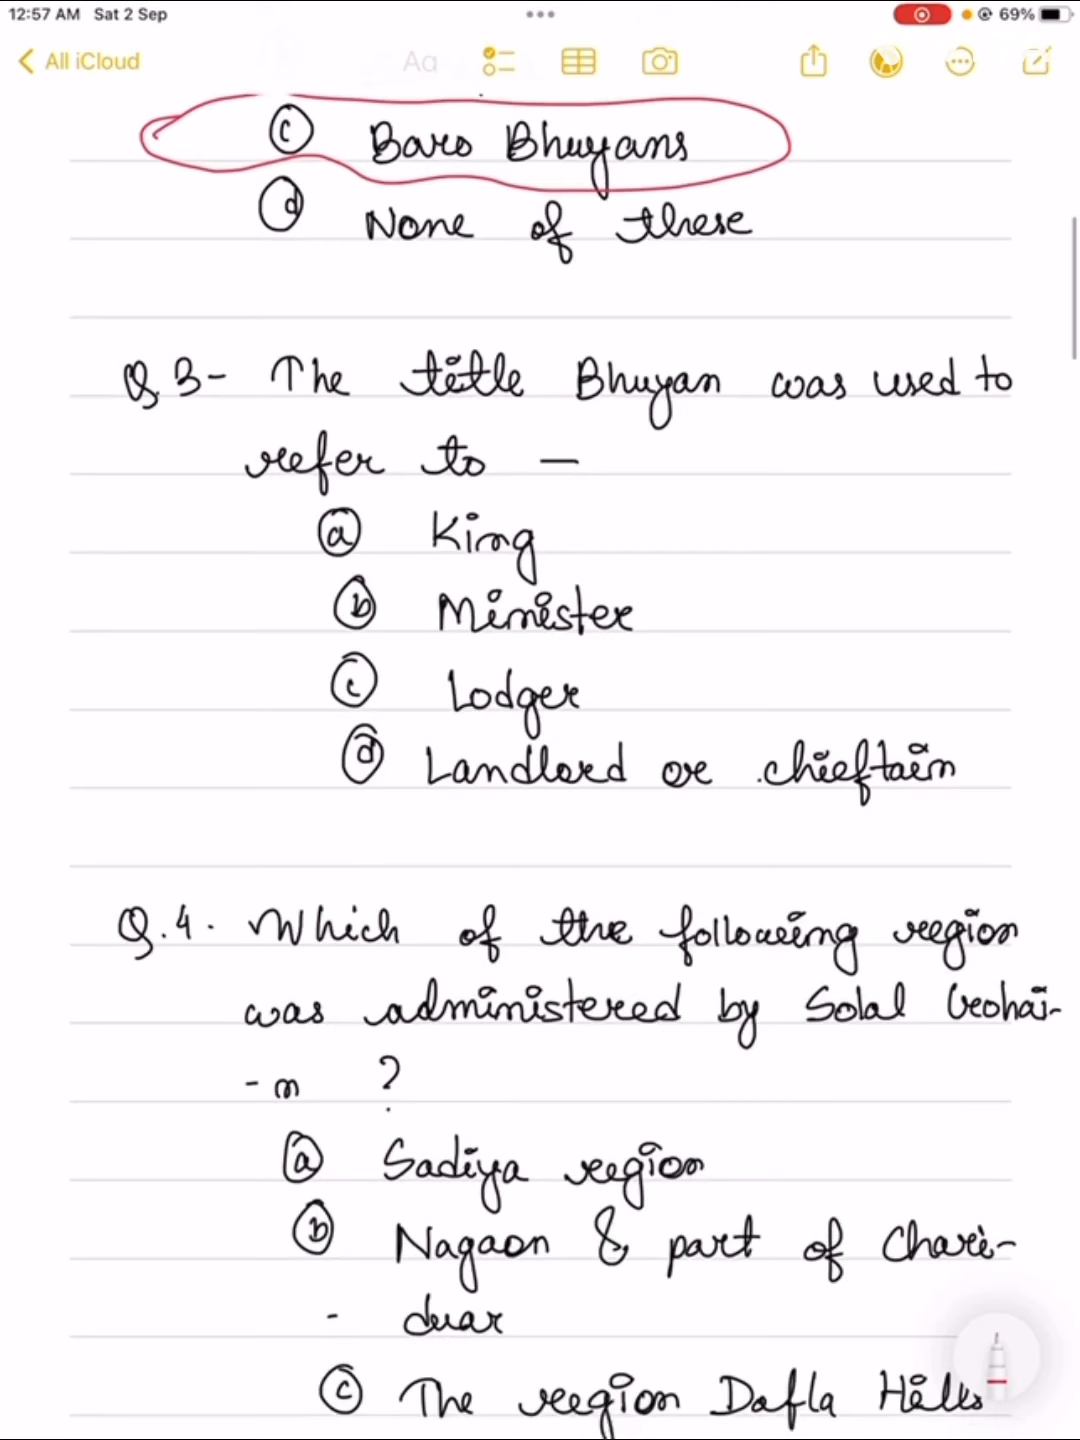 12:57 AM Sat 2 Sep
69%
All iCloud
Aa
c Baro Bhuyans
d None of these
Q.3- The title Bhuyan was used to
refer to —
a King
b Minister
c Lodger
d Landlord or chieftain
Q.4. Which of the following region
was administered by Solal Gohai-
- n ?
a Sadiya region
b Nagaon & part of Chari-
- duar
c The region Dafla Hills